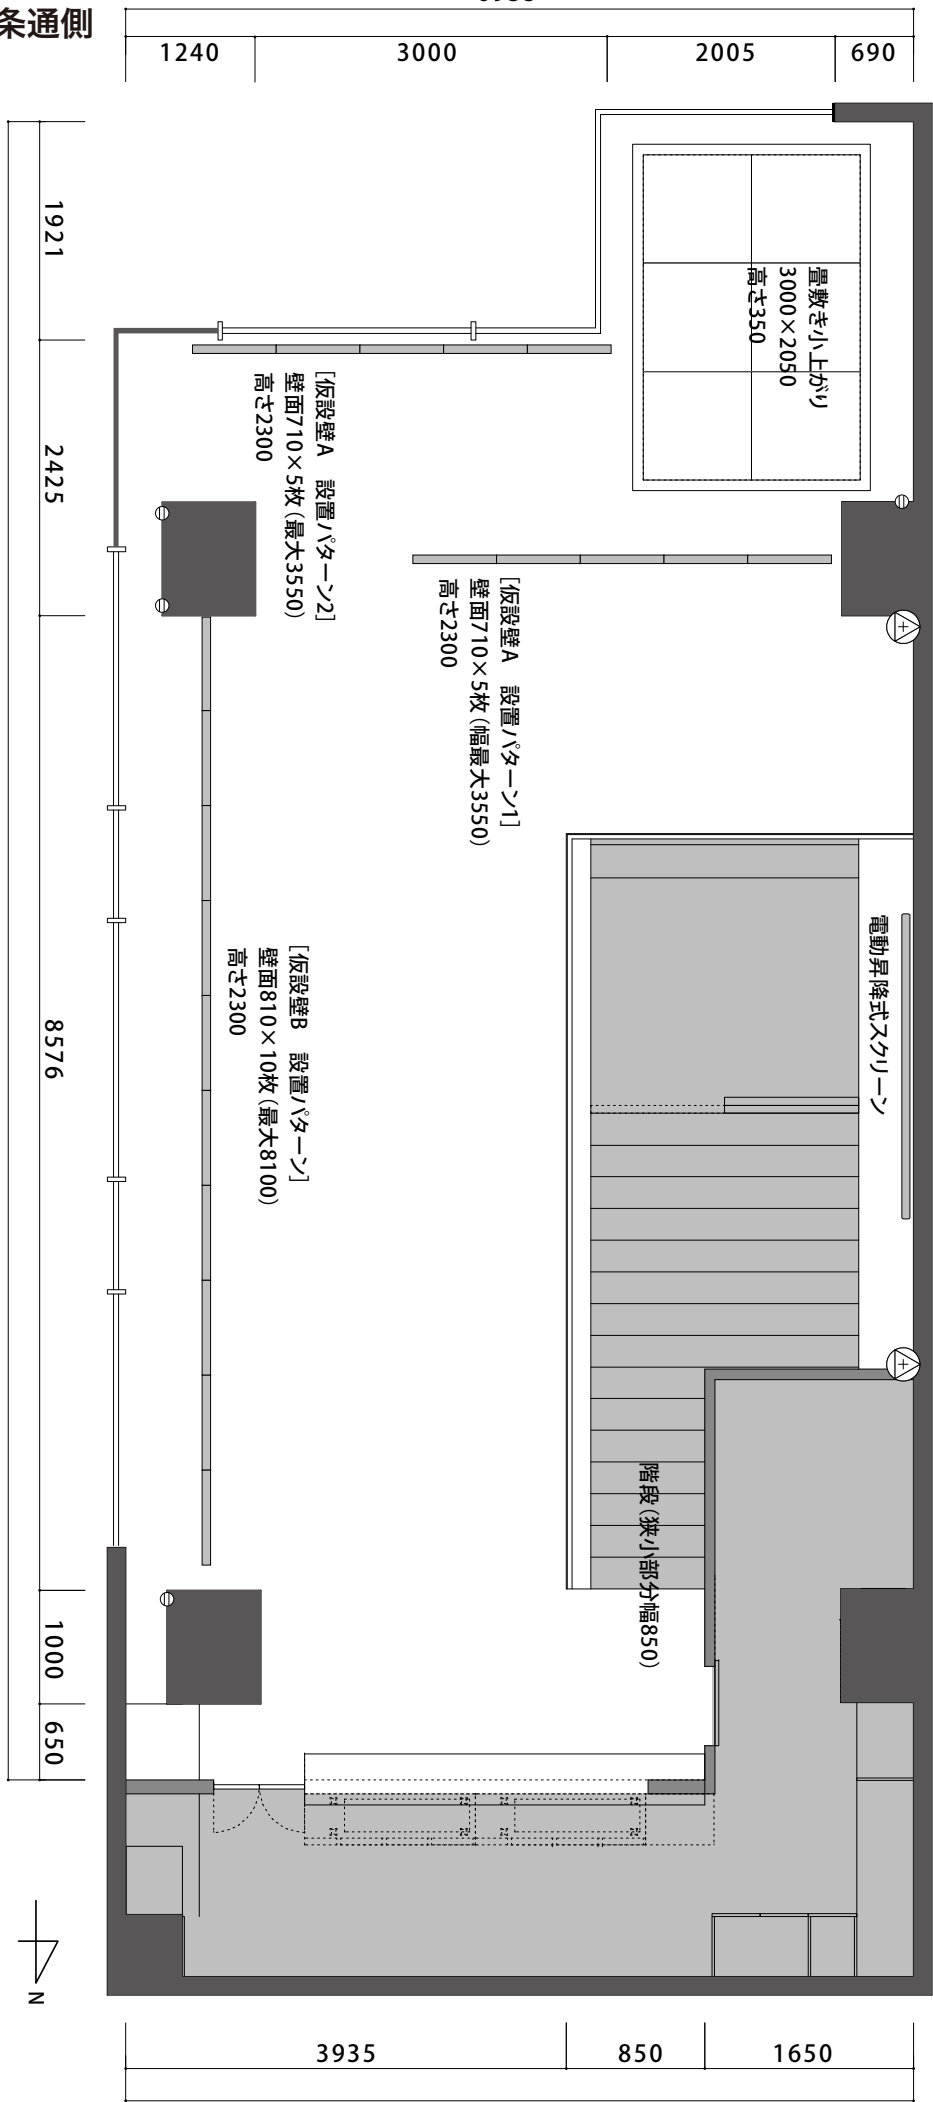 条通側
1240
3000
2005
690
1921
2425
8576
1000
650
畳敷き小上がり
3000×2050
高さ350
[仮設壁A　設置パターン2]
壁面710×5枚(最大3550)
高さ2300
[仮設壁A　設置パターン1]
壁面710×5枚(幅最大3550)
高さ2300
[仮設壁B　設置パターン]
壁面810×10枚(最大8100)
高さ2300
電動昇降式スクリーン
階段(狭小部分幅850)
N
3935
850
1650